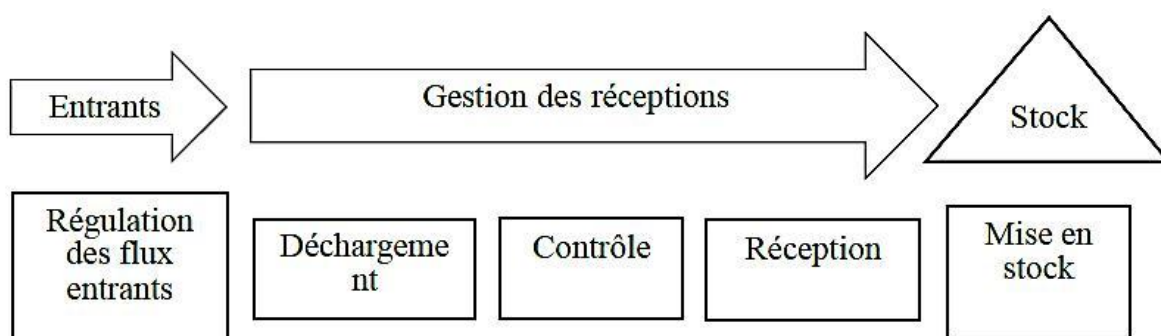 Entrants
Gestion des réceptions
Stock
Régulation
des flux
entrants
Déchargeme
nt
Contrôle
Réception
Mise en
stock